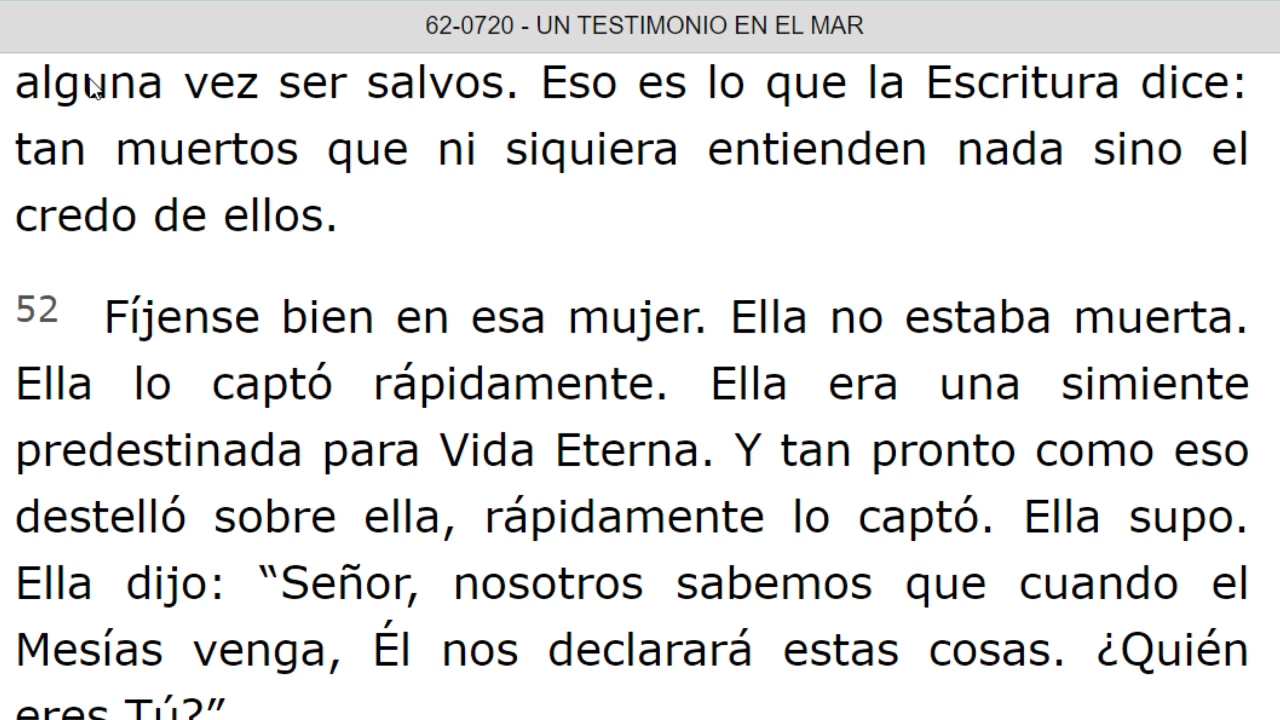 62-0720 - UN TESTIMONIO EN EL MAR
alguna vez ser salvos. Eso es lo que la Escritura dice:
tan muertos que ni siquiera entienden nada sino el
credo de ellos.
52 Fíjense bien en esa mujer. Ella no estaba muerta.
Ella lo captó rápidamente. Ella era una simiente
predestinada para Vida Eterna. Y tan pronto como eso
destelló sobre ella, rápidamente lo captó. Ella supo.
Ella dijo: “Señor, nosotros sabemos que cuando el
Mesías venga, Él nos declarará estas cosas. ¿Quién
eres Tú?”